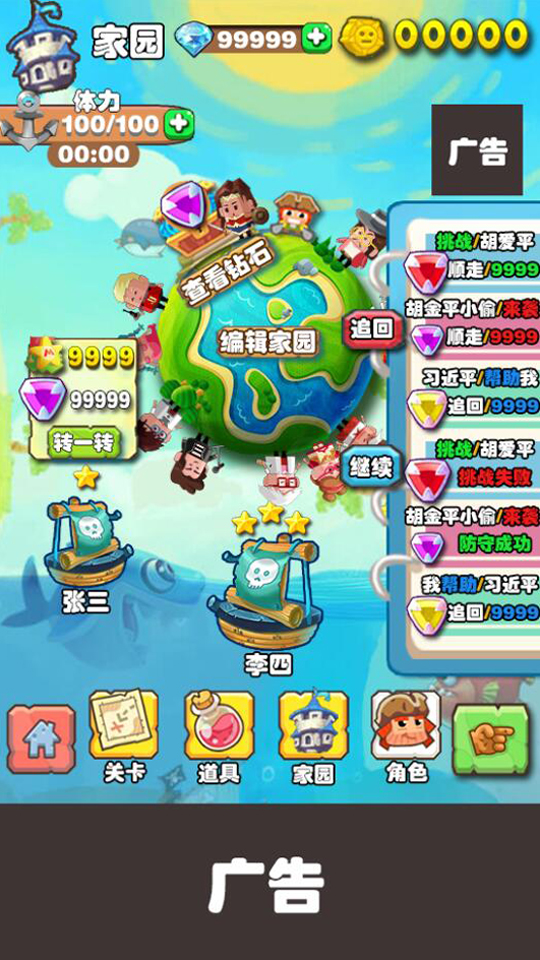 家园
99999
00000
体力
100/100
00:00
广告
查看钻石
编辑家园
追回
继续
9999
99999
转一转
张三
李四
挑战/胡爱平
顺走/9999
胡金平小偷/来袭
顺走/9999
习近平/帮助我
追回/9999
挑战/胡爱平
挑战失败
胡金平小偷/来袭
防守成功
我帮助/习近平
追回/9999
关卡
道具
家园
角色
广告